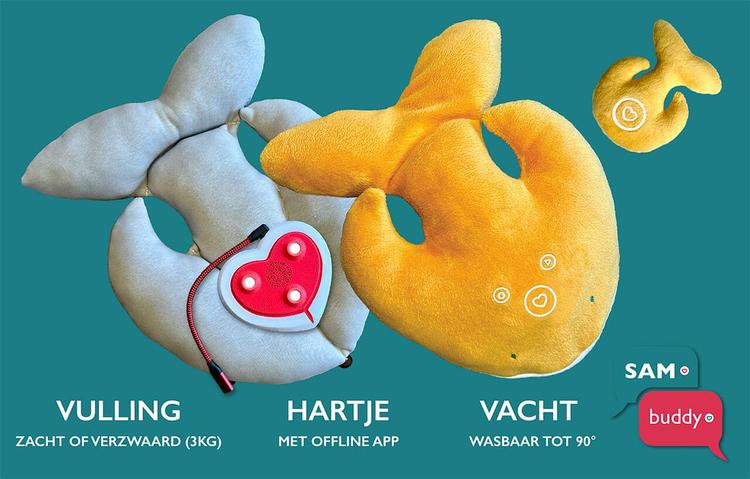 SAM
buddy
VULLING
HARTJE
VACHT
ZACHT OF VERZWAARD (3KG)
MET OFFLINE APP
WASBAAR TOT 90°